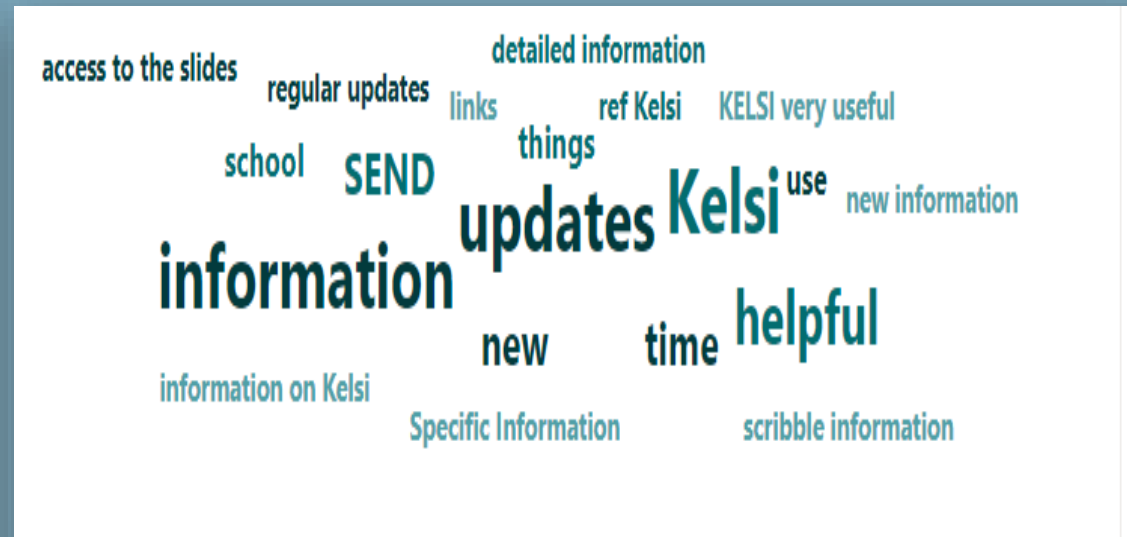 detailed information
access to the slides
regular updates
links
ref Kelsi
KELSI very useful
things
school
SEND
updates
Kelsi
use
new information
information
helpful
new
time
information on Kelsi
Specific Information
scribble information